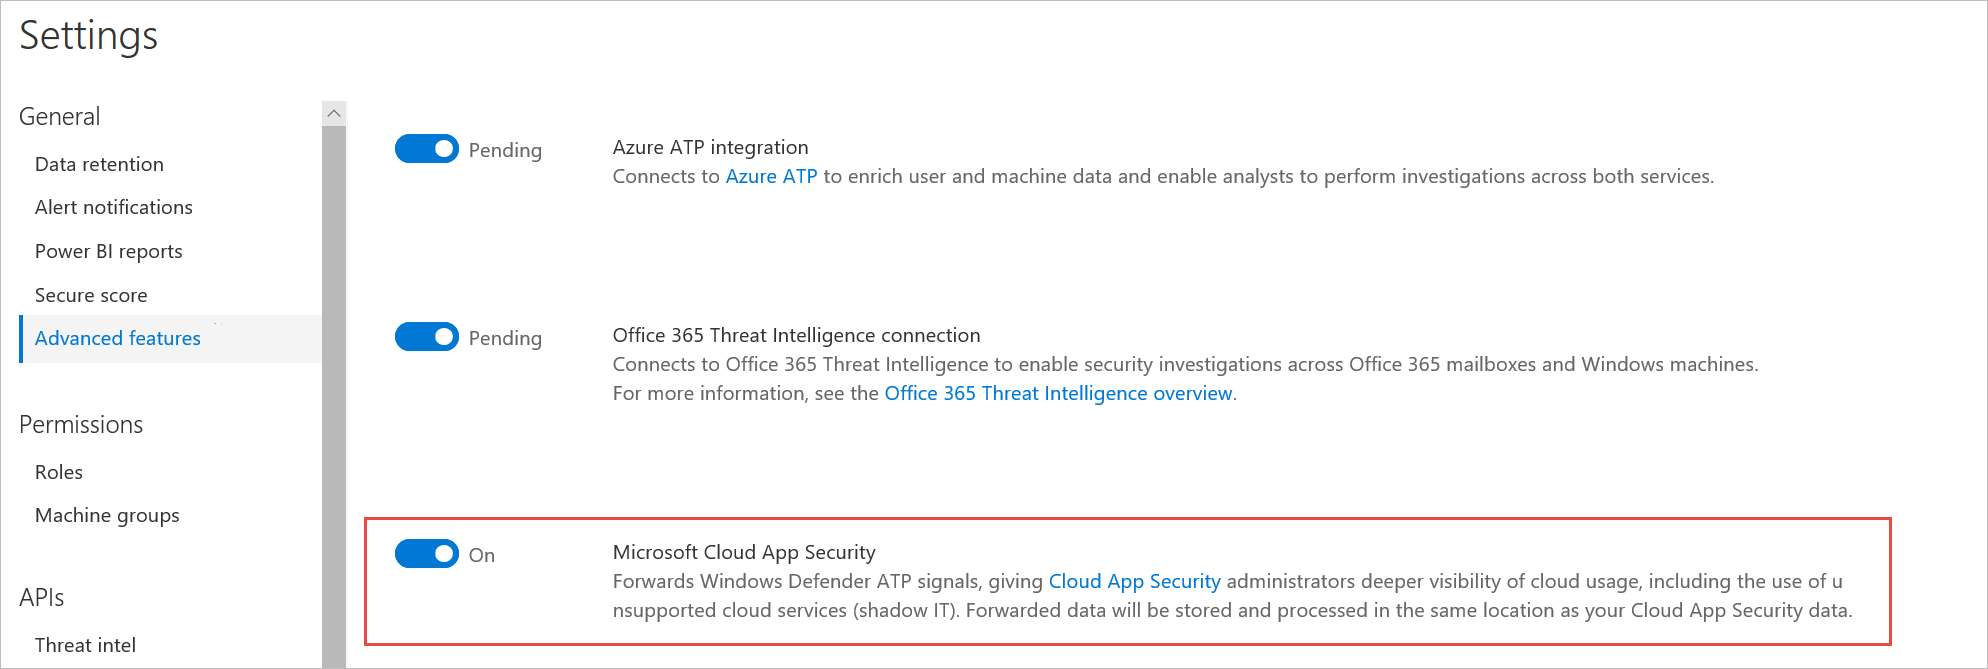 Settings
General
Data retention
Alert notifications
Power BI reports
Secure score
Advanced features
Permissions
Roles
Machine groups
APIs
Threat intel
Pending
Azure ATP integration
Connects to Azure ATP to enrich user and machine data and enable analysts to perform investigations across both services.
Pending
Office 365 Threat Intelligence connection
Connects to Office 365 Threat Intelligence to enable security investigations across Office 365 mailboxes and Windows machines.
For more information, see the Office 365 Threat Intelligence overview.
On
Microsoft Cloud App Security
Forwards Windows Defender ATP signals, giving Cloud App Security administrators deeper visibility of cloud usage, including the use of u
nsupported cloud services (shadow IT). Forwarded data will be stored and processed in the same location as your Cloud App Security data.